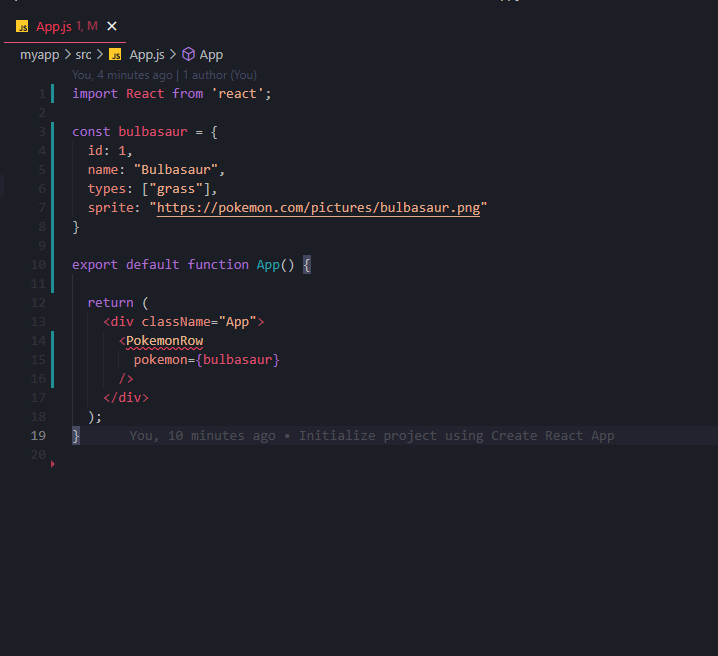 JS App.js 1, M ×
myapp > src > JS App.js > App
You, 4 minutes ago | 1 author (You)
1 import React from 'react';
2
3 const bulbasaur = {
4 id: 1,
5 name: "Bulbasaur",
6 types: ["grass"],
7 sprite: "https://pokemon.com/pictures/bulbasaur.png"
8 }
9
10 export default function App() {
11
12 return (
13 <div className="App">
14 <PokemonRow
15 pokemon={bulbasaur}
16 />
17 </div>
18 );
19 } You, 10 minutes ago • Initialize project using Create React App
20